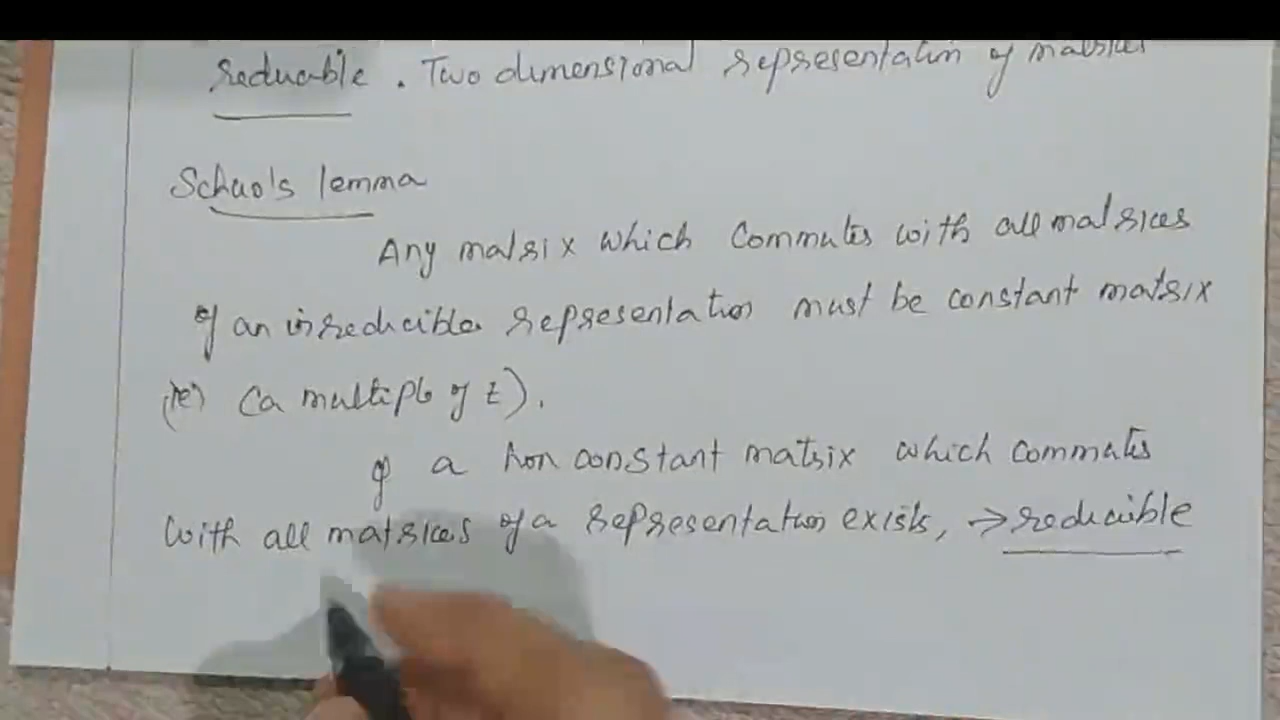 reducible. Two dimensional representation of matrices
Schur's lemma
Any matrix which commutes with all matrices
of an irreducible representation must be constant matrix
(ie) (a multiple of E).
If a non constant matrix which commutes
with all matrices of a representation exists, → reducible